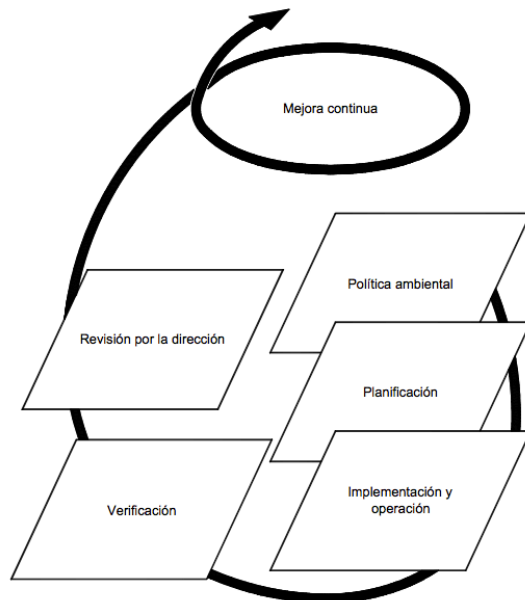 Mejora continua
Política ambiental
Revisión por la dirección
Planificación
Implementación y
operación
Verificación